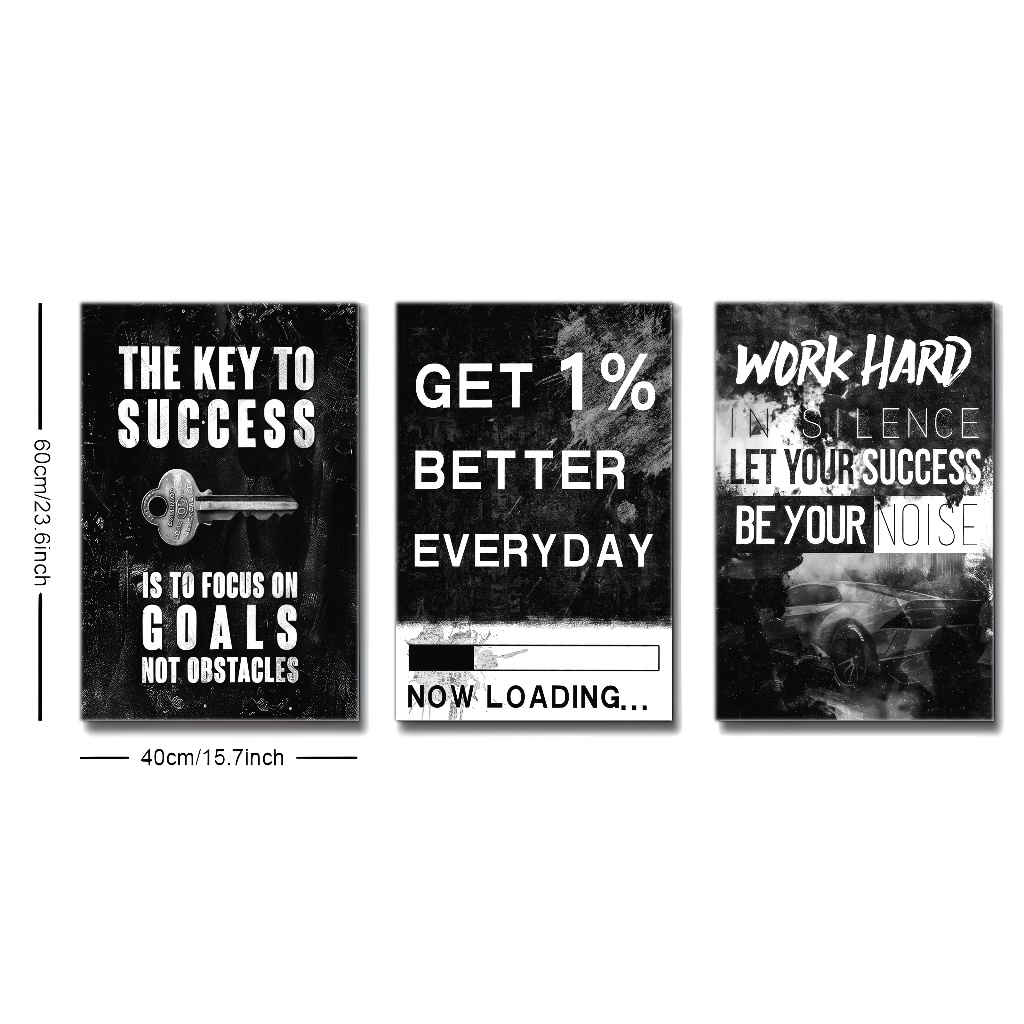 60cm/23.6inch
THE KEY TO
SUCCESS
IS TO FOCUS ON
GOALS
NOT OBSTACLES
40cm/15.7inch
GET 1%
BETTER
EVERYDAY
NOW LOADING...
WORK HARD
IN SILENCE
LET YOUR SUCCESS
BE YOUR NOISE